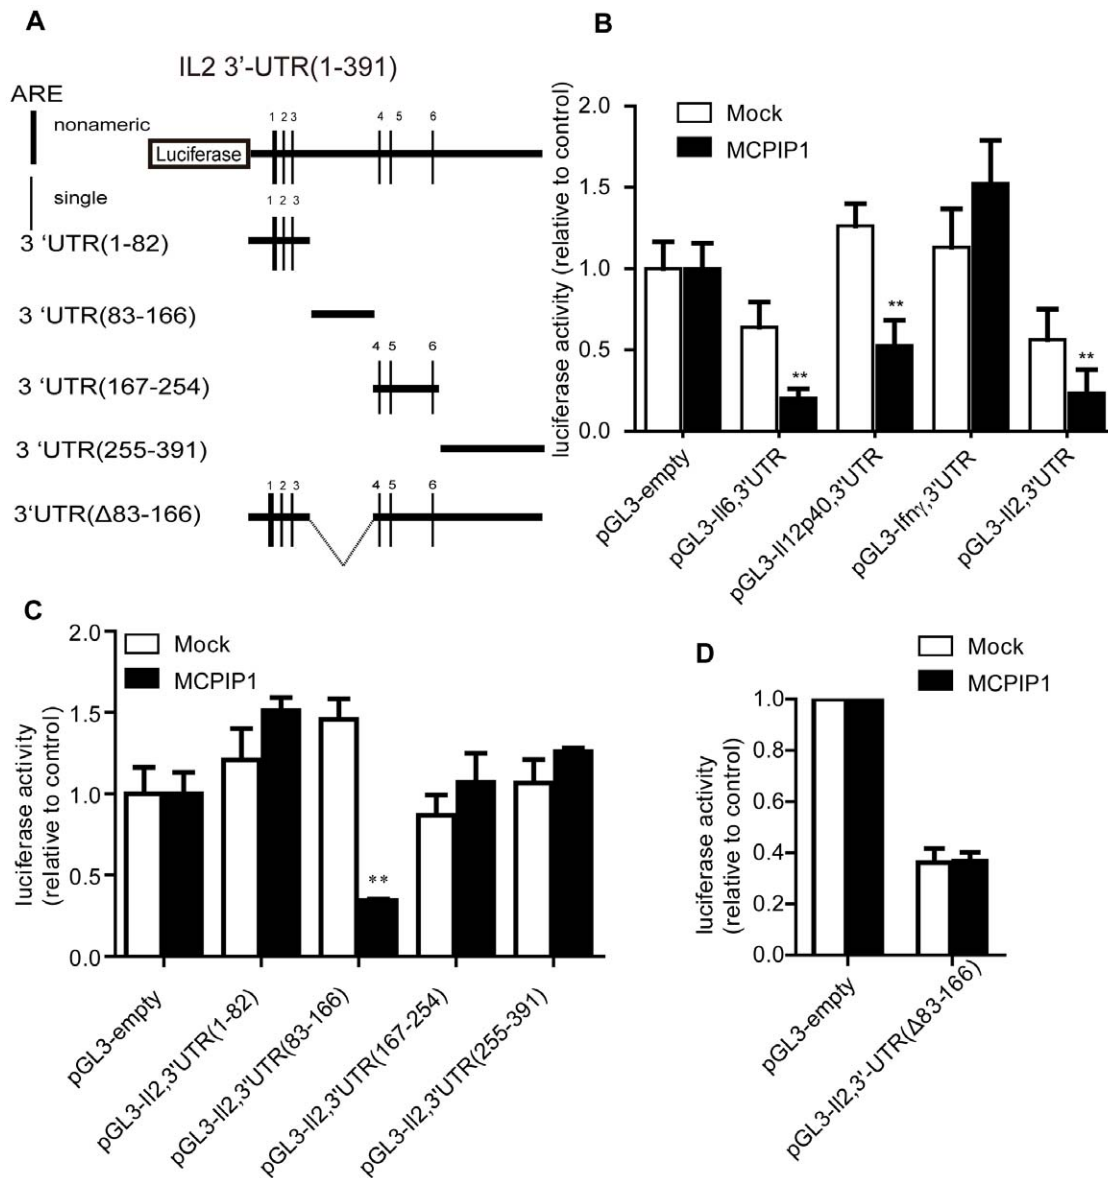 A
IL2 3'-UTR(1-391)
ARE
nonameric
1 2 3 4 5 6
Luciferase
single
1 2 3
3 ‘UTR(1-82)
3 ‘UTR(83-166)
4 5 6
3 ‘UTR(167-254)
3 ‘UTR(255-391)
1 2 3 4 5 6
3‘UTR(Δ83-166)
B
Mock
MCPIP1
luciferase activity (relative to control)
2.0
1.5
1.0
0.5
0.0
**
**
**
pGL3-empty
pGL3-Il6,3'UTR
pGL3-Il12p40,3'UTR
pGL3-Ifnγ,3'UTR
pGL3-Il2,3'UTR
C
Mock
MCPIP1
luciferase activity
(relative to control)
2.0
1.5
1.0
0.5
0.0
**
pGL3-empty
pGL3-Il2,3'UTR(1-82)
pGL3-Il2,3'UTR(83-166)
pGL3-Il2,3'UTR(167-254)
pGL3-Il2,3'UTR(255-391)
D
Mock
MCPIP1
luciferase activity
(relative to control)
1.0
0.8
0.6
0.4
0.2
0.0
pGL3-empty
pGL3-Il2,3'-UTR(Δ83-166)